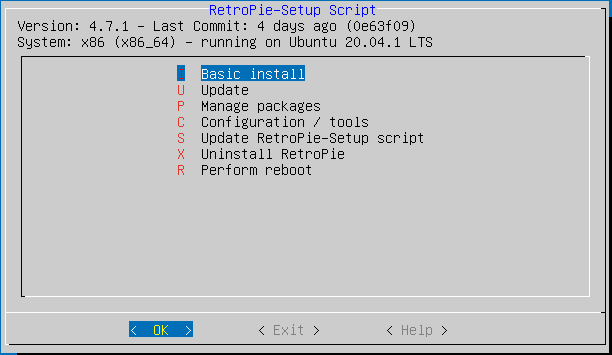 RetroPie-Setup Script
Version: 4.7.1 - Last Commit: 4 days ago (0e63f09)
System: x86 (x86_64) - running on Ubuntu 20.04.1 LTS
Basic install
U Update
P Manage packages
C Configuration / tools
S Update RetroPie-Setup script
X Uninstall RetroPie
R Perform reboot
< OK > < Exit > < Help >